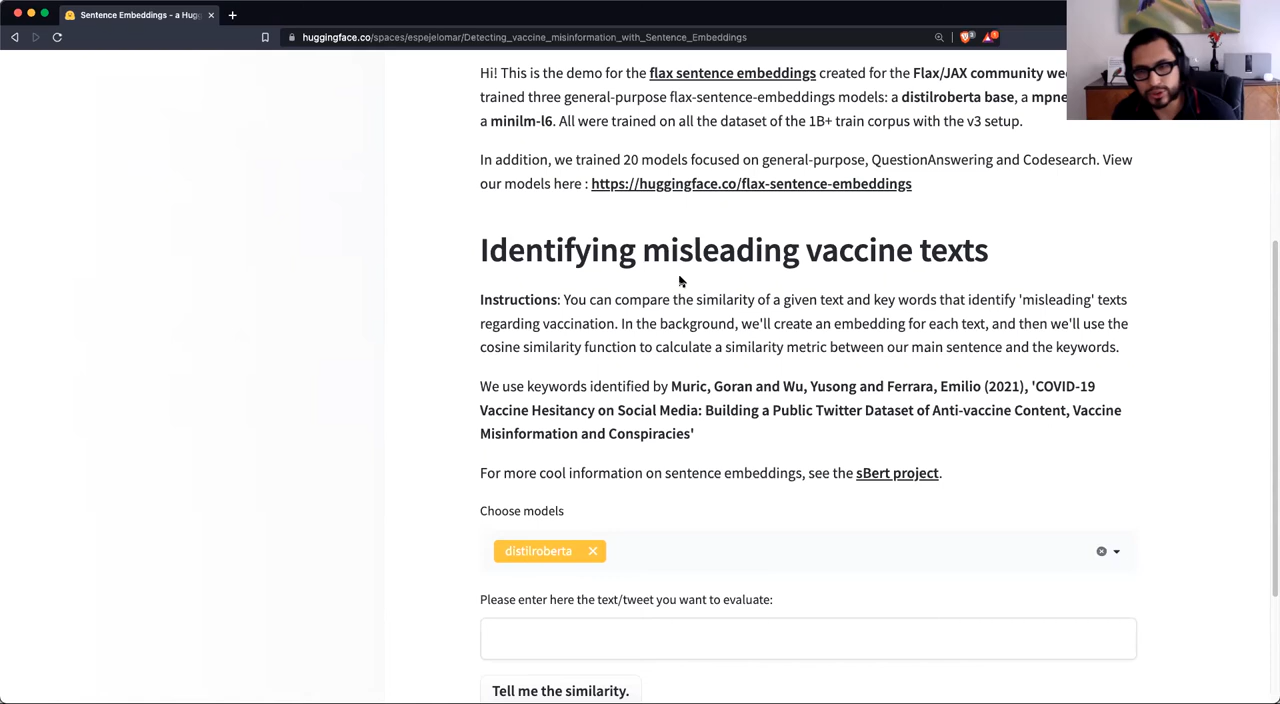 Sentence Embeddings - a Hugg
huggingface.co/spaces/espejelomar/Detecting_vaccine_misinformation_with_Sentence_Embeddings
Hi! This is the demo for the flax sentence embeddings created for the Flax/JAX community
trained three general-purpose flax-sentence-embeddings models: a distilroberta base, a
a minilm-l6. All were trained on all the dataset of the 1B+ train corpus with the v3 setup.
In addition, we trained 20 models focused on general-purpose, QuestionAnswering and Codesearch. View
our models here : https://huggingface.co/flax-sentence-embeddings
Identifying misleading vaccine texts
Instructions: You can compare the similarity of a given text and key words that identify 'misleading' texts
regarding vaccination. In the background, we'll create an embedding for each text, and then we'll use the
cosine similarity function to calculate a similarity metric between our main sentence and the keywords.
We use keywords identified by Muric, Goran and Wu, Yusong and Ferrara, Emilio (2021), 'COVID-19
Vaccine Hesitancy on Social Media: Building a Public Twitter Dataset of Anti-vaccine Content, Vaccine
Misinformation and Conspiracies'
For more cool information on sentence embeddings, see the sBert project.
Choose models
distilroberta
Please enter here the text/tweet you want to evaluate:
Tell me the similarity.